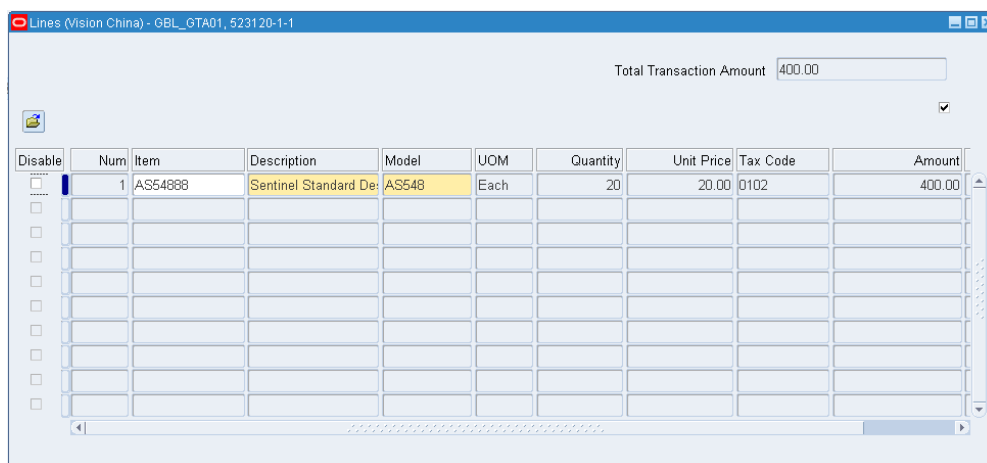 Lines (Vision China) - GBL_GTA01, 523120-1-1
Total Transaction Amount 400.00
Disable Num Item Description Model UOM Quantity Unit Price Tax Code Amount
1 AS54888 Sentinel Standard De: AS548 Each 20 20.00 0102 400.00